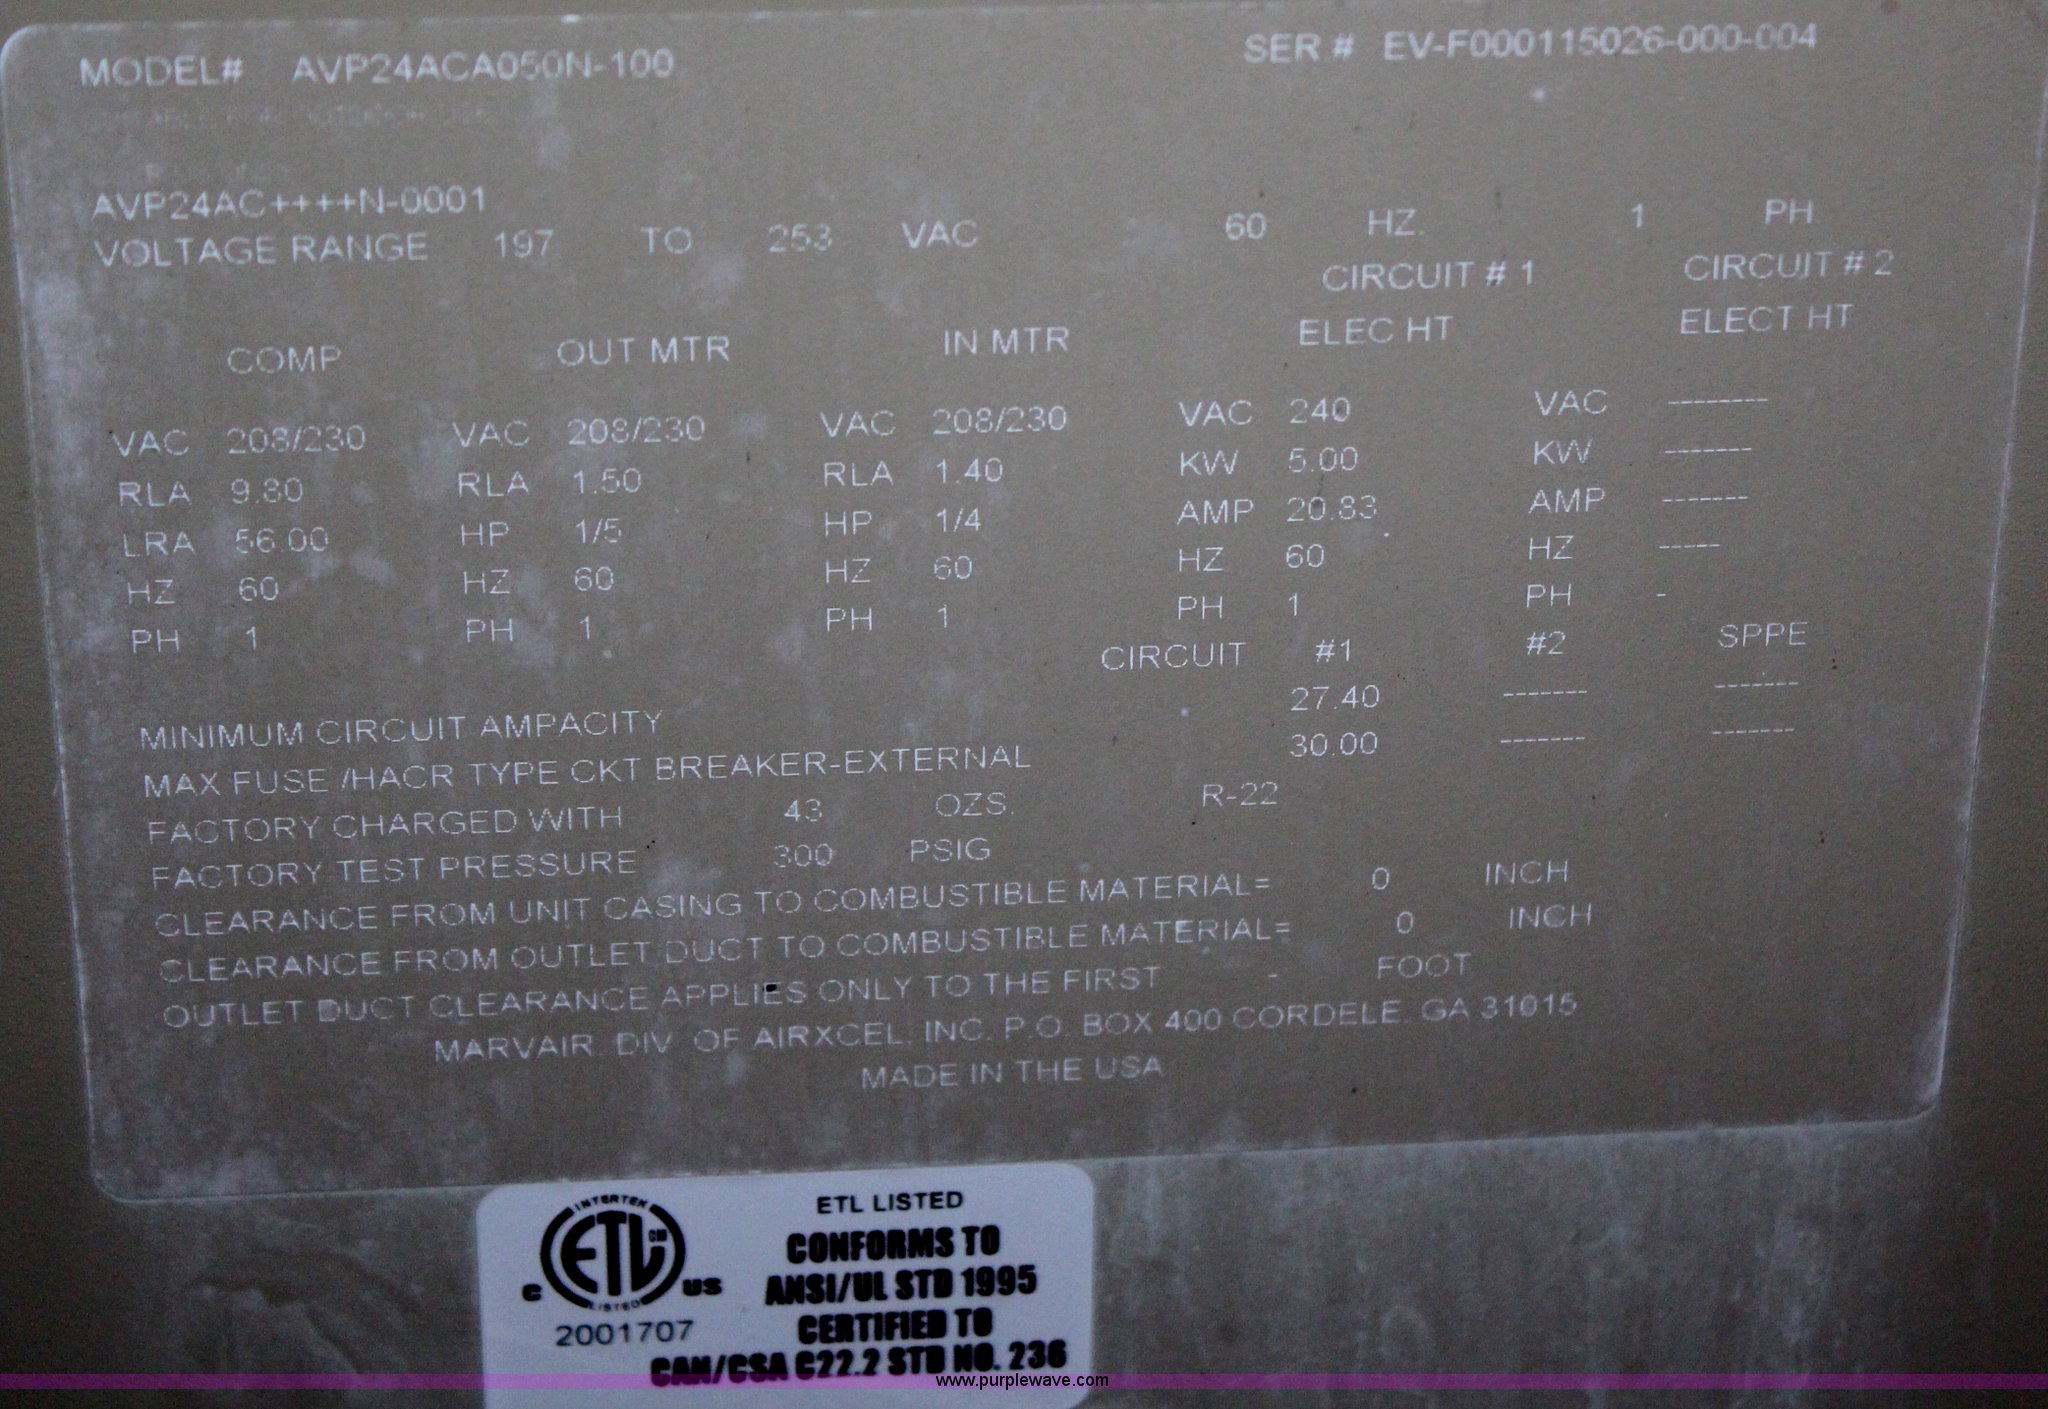 MODEL# AVP24ACA050N-100 SER.# EV-F000115026-000-004
SUITABLE FOR OUTDOOR USE
AVP24AC++++N-0001
VOLTAGE RANGE 197 TO 253 VAC 60 HZ. 1 PH
CIRCUIT # 1 CIRCUIT # 2
COMP OUT MTR IN MTR ELEC HT ELECT HT
VAC 208/230 VAC 208/230 VAC 208/230 VAC 240 VAC --------
RLA 9.80 RLA 1.50 RLA 1.40 KW 5.00 KW -------
LRA 56.00 HP 1/5 HP 1/4 AMP 20.83 AMP -------
HZ 60 HZ 60 HZ 60 HZ 60 HZ -----
PH 1 PH 1 PH 1 PH 1 PH -
CIRCUIT #1 #2 SPPE
MINIMUM CIRCUIT AMPACITY 27.40 ------- -------
MAX FUSE /HACR TYPE CKT BREAKER-EXTERNAL 30.00 ------- -------
FACTORY CHARGED WITH 43 OZS. R-22
FACTORY TEST PRESSURE 300 PSIG
CLEARANCE FROM UNIT CASING TO COMBUSTIBLE MATERIAL= 0 INCH
CLEARANCE FROM OUTLET DUCT TO COMBUSTIBLE MATERIAL= 0 INCH
OUTLET DUCT CLEARANCE APPLIES ONLY TO THE FIRST - FOOT
MARVAIR. DIV. OF AIRXCEL, INC. P.O. BOX 400 CORDELE. GA 31015
MADE IN THE USA
INTERTEK
ETL CM
C US
LISTED
2001707
ETL LISTED
CONFORMS TO
ANSI/UL STD 1995
CERTIFIED TO
CAN/CSA C22.2 STD NO. 236
www.purplewave.com